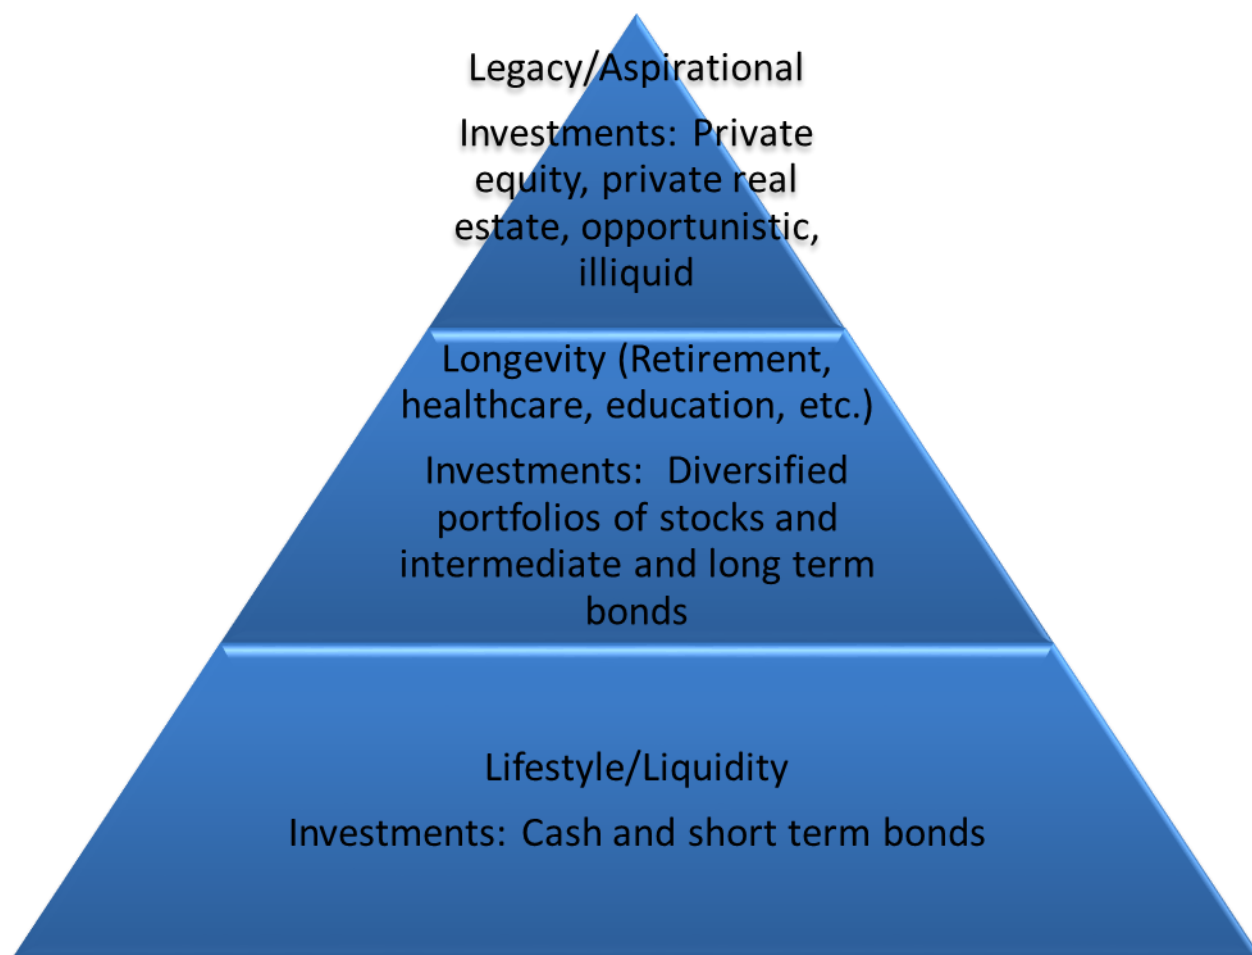 Legacy/Aspirational
Investments: Private
equity, private real
estate, opportunistic,
illiquid
Longevity (Retirement,
healthcare, education, etc.)
Investments:  Diversified
portfolios of stocks and
intermediate and long term
bonds
Lifestyle/Liquidity
Investments: Cash and short term bonds